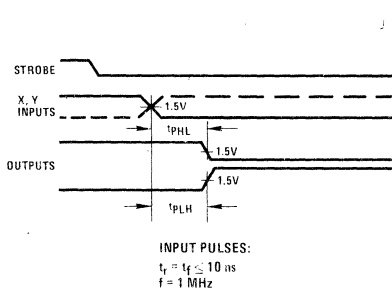 STROBE
X, Y
INPUTS
1.5V
tPHL
1.5V
OUTPUTS
1.5V
tPLH
INPUT PULSES:
tr = tf ≤ 10 ns
f = 1 MHz